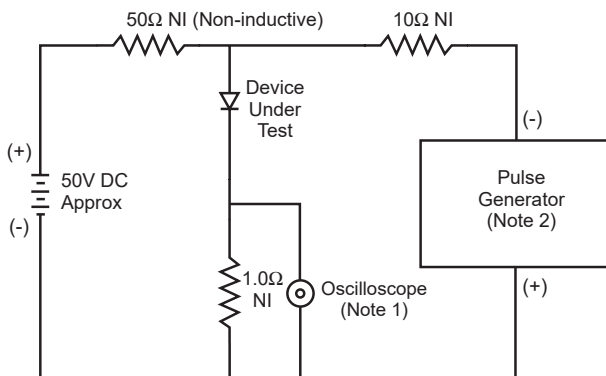 50Ω NI (Non-inductive)
10Ω NI
Device
Under
Test
(+)
50V DC
Approx
(-)
(-)
Pulse
Generator
(Note 2)
(+)
1.0Ω
NI
Oscilloscope
(Note 1)